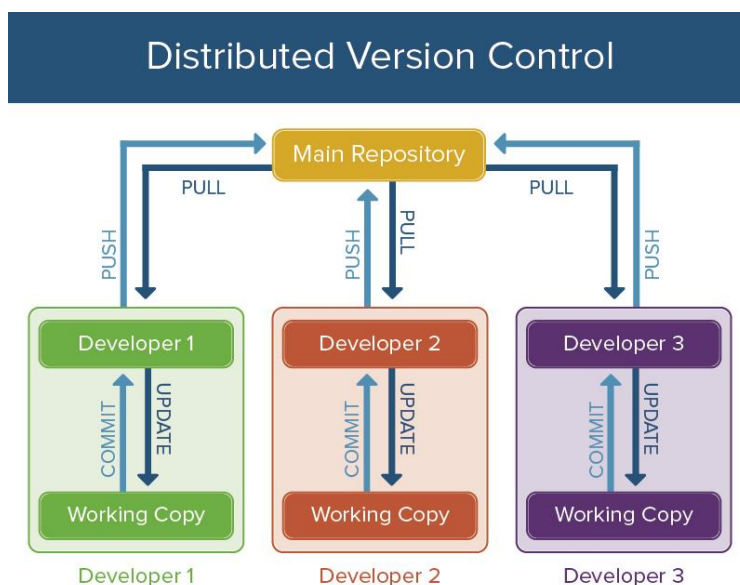 Distributed Version Control
Main Repository
PULL
PULL
PUSH
PUSH
PULL
PUSH
Developer 1
Developer 2
Developer 3
COMMIT
UPDATE
COMMIT
UPDATE
COMMIT
UPDATE
Working Copy
Working Copy
Working Copy
Developer 1
Developer 2
Developer 3